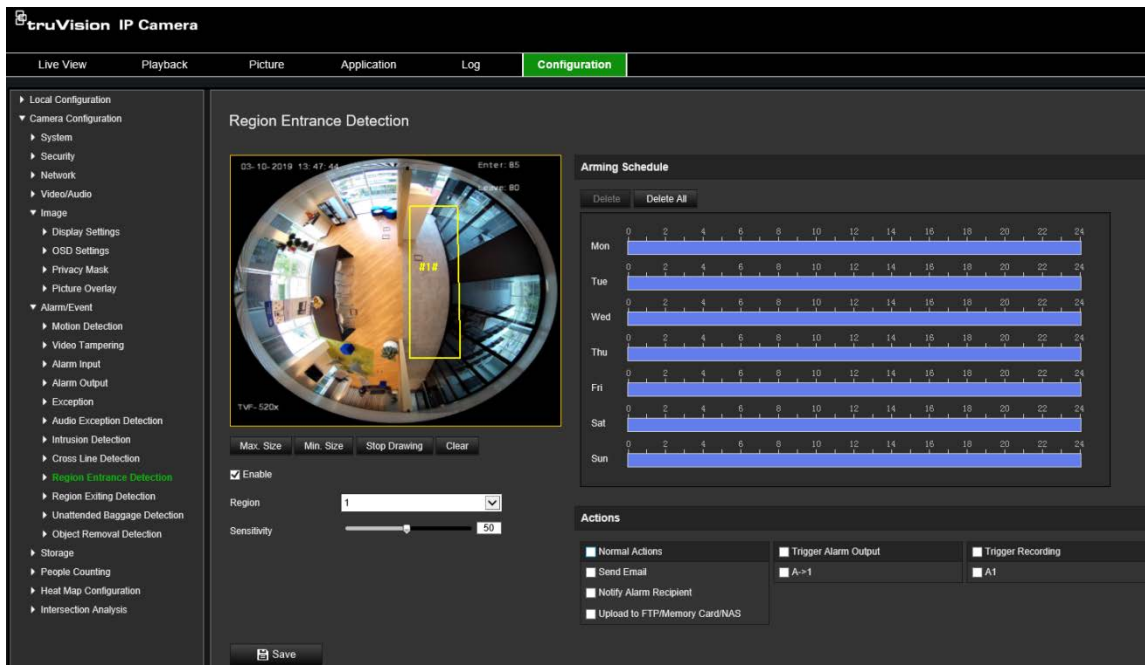 truVision IP Camera
Live View Playback Picture Application Log Configuration
Local Configuration
Camera Configuration
System
Security
Network
Video/Audio
Image
Display Settings
OSD Settings
Privacy Mask
Picture Overlay
Alarm/Event
Motion Detection
Video Tampering
Alarm Input
Alarm Output
Exception
Audio Exception Detection
Intrusion Detection
Cross Line Detection
Region Entrance Detection
Region Exiting Detection
Unattended Baggage Detection
Object Removal Detection
Storage
People Counting
Heat Map Configuration
Intersection Analysis
Region Entrance Detection
03-10-2019 13:47:44 Enter:85
Leave:80
#1#
TVF-520x
Max. Size Min. Size Stop Drawing Clear
Enable
Region 1
Sensitivity 50
Arming Schedule
Delete Delete All
0 2 4 6 8 10 12 14 16 18 20 22 24
Mon
0 2 4 6 8 10 12 14 16 18 20 22 24
Tue
0 2 4 6 8 10 12 14 16 18 20 22 24
Wed
0 2 4 6 8 10 12 14 16 18 20 22 24
Thu
0 2 4 6 8 10 12 14 16 18 20 22 24
Fri
0 2 4 6 8 10 12 14 16 18 20 22 24
Sat
0 2 4 6 8 10 12 14 16 18 20 22 24
Sun
Actions
Normal Actions Trigger Alarm Output Trigger Recording
Send Email A->1 A1
Notify Alarm Recipient
Upload to FTP/Memory Card/NAS
Save